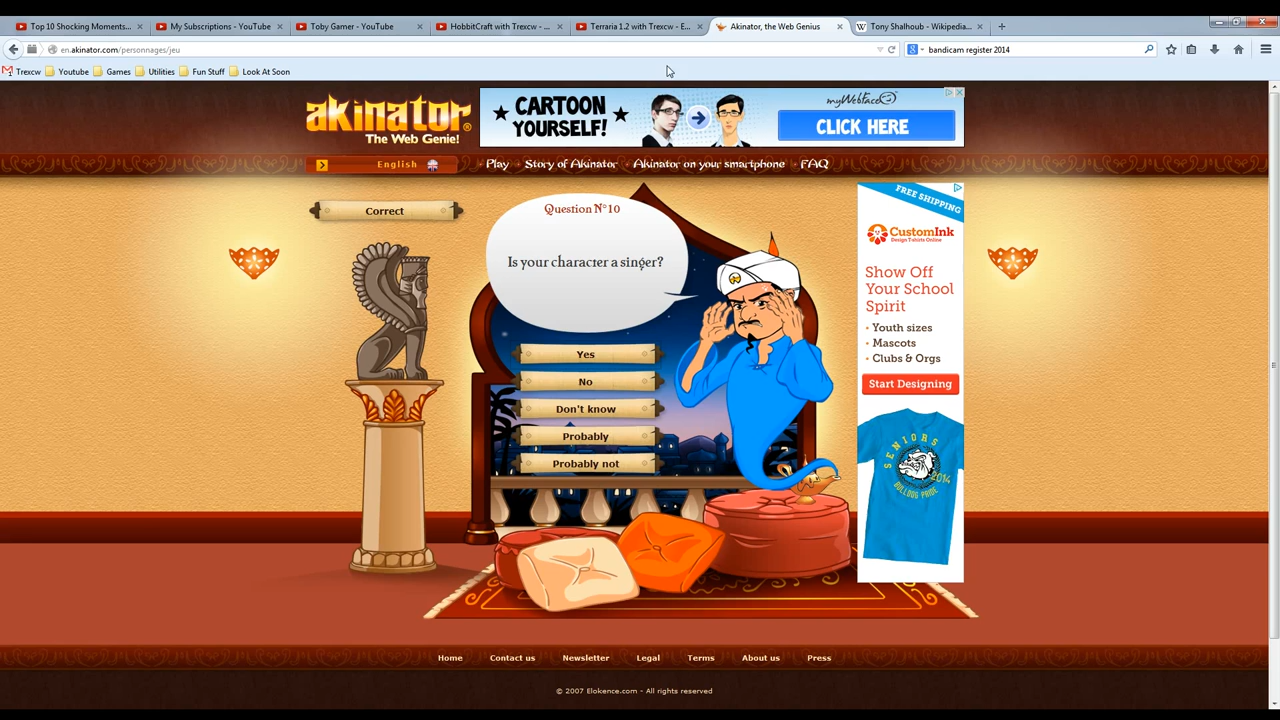 Top 10 Shocking Moments...
My Subscriptions - YouTube
Toby Gamer - YouTube
HobbitCraft with Trexcw - ...
Terraria 1.2 with Trexcw - E...
Akinator, the Web Genius
Tony Shalhoub - Wikipedia...
en.akinator.com/personnages/jeu
bandicam register 2014
Trexcw
Youtube
Games
Utilities
Fun Stuff
Look At Soon
akinator
The Web Genie!
CARTOON
YOURSELF!
myWebFace
CLICK HERE
English
Play
Story of Akinator
Akinator on your smartphone
FAQ
Correct
Question N°10
Is your character a singer?
Yes
No
Don't know
Probably
Probably not
FREE SHIPPING
CustomInk
Design T-shirts Online
Show Off
Your School
Spirit
• Youth sizes
• Mascots
• Clubs & Orgs
Start Designing
SENIORS
2014
BULLDOG PRIDE
Home
Contact us
Newsletter
Legal
Terms
About us
Press
© 2007 Elokence.com - All rights reserved